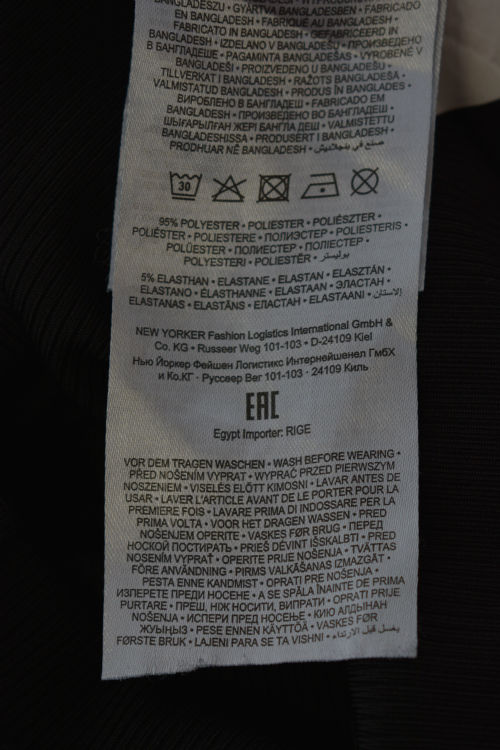 BANGLADESZU • GYÁRTVA BANGLADESBEN • FABRICADO
EN BANGLADESH • FABRIQUÉ AU BANGLADESH •
FABRICATO IN BANGLADESH • GEFABRICEERD IN
BANGLADESH • IZDELANO V BANGLADEŠU • ПРОИЗВЕДЕНО
В БАНГЛАДЕШЕ • PAGAMINTA BANGLADEŠAS • VYROBENÉ V
BANGLADÉŠI • PROIZVEDENO U BANGLADEŠU •
TILLVERKAT I BANGLADESH • RAŽOTS BANGLADEŠA •
VALMISTATUD BANGLADESH • PRODUS ÎN BANGLADES •
ВИРОБЛЕНО В БАНГЛАДЕШ • FABRICADO EM
BANGLADESH • ПРОИЗВЕДЕНО ВЪВ БАНГЛАДЕШ •
ШЫҒАРЫЛҒАН ЖЕРІ БАНГЛА ДЕШ • VALMISTETTU
BANGLADESHISSA • PRODUSERT I BANGLADESH •
PRODHUAR NË BANGLADESH • صنع في بنجلاديش
30
95% POLYESTER • POLIESTER • POLIÉSZTER •
POLIÉSTER • POLIESTERE • ПОЛИЭСТЕР • POLIESTERIS •
POLÜESTER • ПОЛИЕСТЕР • ПОЛІЕСТЕР •
POLYESTERI • POLIESTËR • بوليستر
5% ELASTHAN • ELASTANE • ELASTAN • ELASZTÁN •
ELASTANO • ÉLASTHANNE • ELASTAAN • ЭЛАСТАН •
ELASTANAS • ELASTĀNS • ЕЛАСТАН • ELASTAANI • إلاستان
NEW YORKER Fashion Logistics International GmbH &
Co. KG • Russeer Weg 101-103 • D-24109 Kiel
Нью Йоркер Фейшен Логистикс Интернейшенел ГмбХ
и Ко.КГ · Руссеер Вег 101-103 · 24109 Киль
EAC
Egypt Importer: RIGE
VOR DEM TRAGEN WASCHEN • WASH BEFORE WEARING •
PŘED NOŠENÍM VYPRAT • WYPRAĆ PRZED PIERWSZYM
NOSZENIEM • VISELÉS ELŐTT KIMOSNI • LAVAR ANTES DE
USAR • LAVER L'ARTICLE AVANT DE LE PORTER POUR LA
PREMIERE FOIS • LAVARE PRIMA DI INDOSSARE PER LA
PRIMA VOLTA • VOOR HET DRAGEN WASSEN • PRED
NOŠENJEM OPERITE • VASKES FØR BRUG • ПЕРЕД
НОСКОЙ ПОСТИРАТЬ • PRIEŠ DĖVINT IŠSKALBTI • PRED
NOSENÍM VYPRAŤ • OPERITE PRIJE NOŠENJA • TVÄTTAS
FÖRE ANVÄNDNING • PIRMS VALKĀŠANAS IZMAZGĀT •
PESTA ENNE KANDMIST • OPRATI PRE NOŠENJA •
ИЗПЕРЕТЕ ПРЕДИ НОСЕНЕ • A SE SPĂLA ÎNAINTE DE PRIMA
PURTARE • ПРЕШ, НІЖ НОСИТИ, ВИПРАТИ • OPRATI PRIJE
NOŠENJA • ИСПЕРИ ПРЕД НОСЕЊЕ • КИЮ АЛДЫНАН
ЖУЫҢЫЗ • PESE ENNEN KÄYTTÖÄ • VASKES FØR
FØRSTE BRUK • LAJENI PARA SE TA VISHNI • يغسل قبل الارتداء